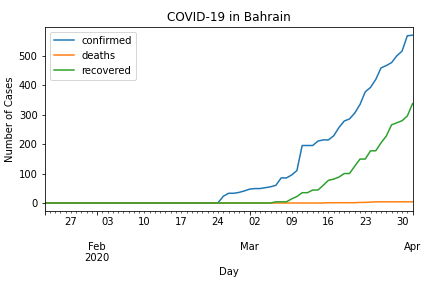 COVID-19 in Bahrain
confirmed
deaths
recovered
Number of Cases
500
400
300
200
100
0
27 03 10 17 24 02 09 16 23 30
Feb Mar Apr
2020
Day